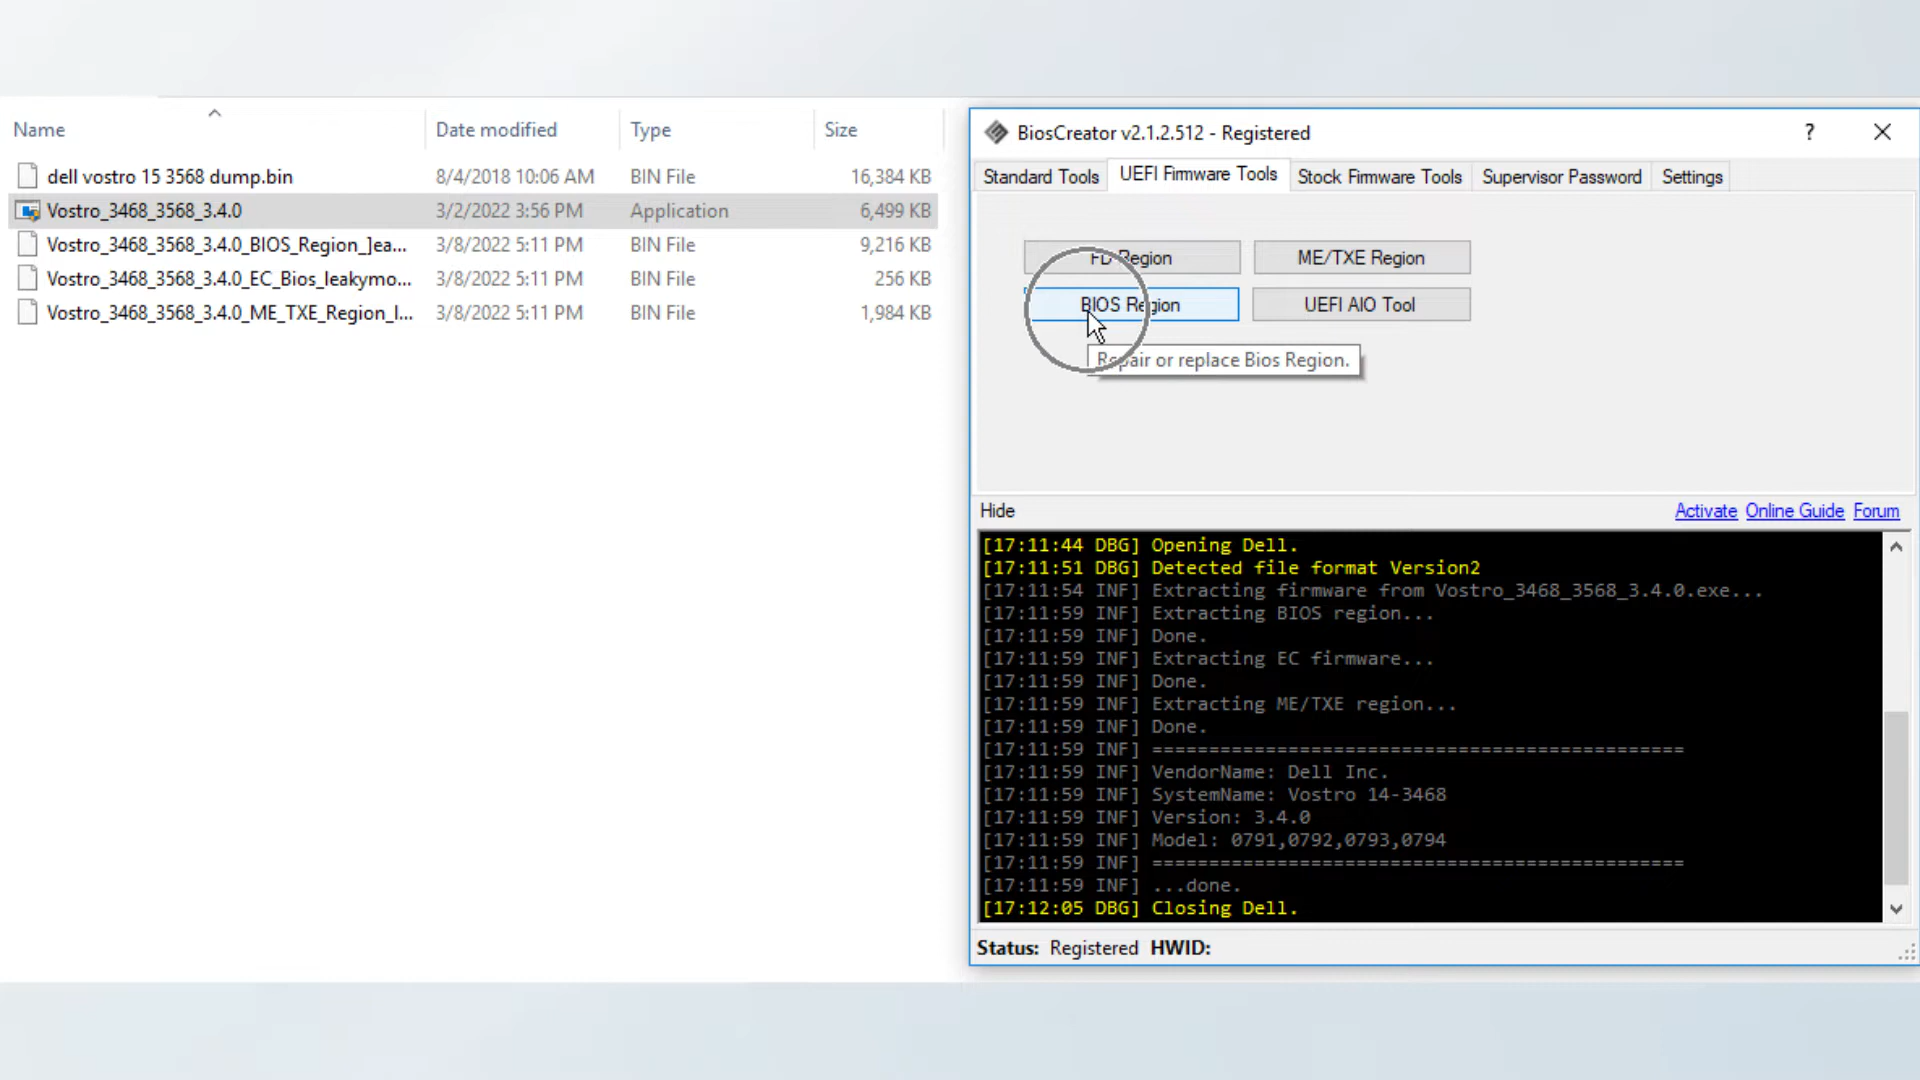 Name Date modified Type Size
dell vostro 15 3568 dump.bin 8/4/2018 10:06 AM BIN File 16,384 KB
Vostro_3468_3568_3.4.0 3/2/2022 3:56 PM Application 6,499 KB
Vostro_3468_3568_3.4.0_BIOS_Region_]ea... 3/8/2022 5:11 PM BIN File 9,216 KB
Vostro_3468_3568_3.4.0_EC_Bios_leakymo... 3/8/2022 5:11 PM BIN File 256 KB
Vostro_3468_3568_3.4.0_ME_TXE_Region_l... 3/8/2022 5:11 PM BIN File 1,984 KB
BiosCreator v2.1.2.512 - Registered ?
Standard Tools UEFI Firmware Tools Stock Firmware Tools Supervisor Password Settings
FD Region ME/TXE Region
BIOS Region UEFI AIO Tool
Repair or replace Bios Region.
Hide Activate Online Guide Forum
[17:11:44 DBG] Opening Dell.
[17:11:51 DBG] Detected file format Version2
[17:11:54 INF] Extracting firmware from Vostro_3468_3568_3.4.0.exe...
[17:11:59 INF] Extracting BIOS region...
[17:11:59 INF] Done.
[17:11:59 INF] Extracting EC firmware...
[17:11:59 INF] Done.
[17:11:59 INF] Extracting ME/TXE region...
[17:11:59 INF] Done.
[17:11:59 INF] ===============================================
[17:11:59 INF] VendorName: Dell Inc.
[17:11:59 INF] SystemName: Vostro 14-3468
[17:11:59 INF] Version: 3.4.0
[17:11:59 INF] Model: 0791,0792,0793,0794
[17:11:59 INF] ===============================================
[17:11:59 INF] ...done.
[17:12:05 DBG] Closing Dell.
Status: Registered HWID: